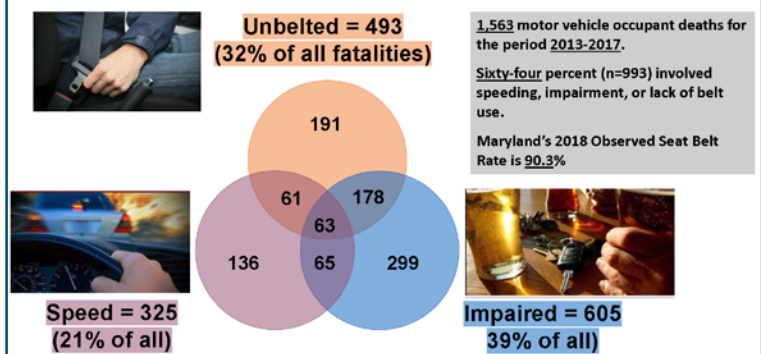 Unbelted = 493
(32% of all fatalities)
1,563 motor vehicle occupant deaths for
the period 2013-2017.
Sixty-four percent (n=993) involved
speeding, impairment, or lack of belt
use.
Maryland's 2018 Observed Seat Belt
Rate is 90.3%
191
61
178
63
136
65
299
Speed = 325
(21% of all)
Impaired = 605
39% of all)